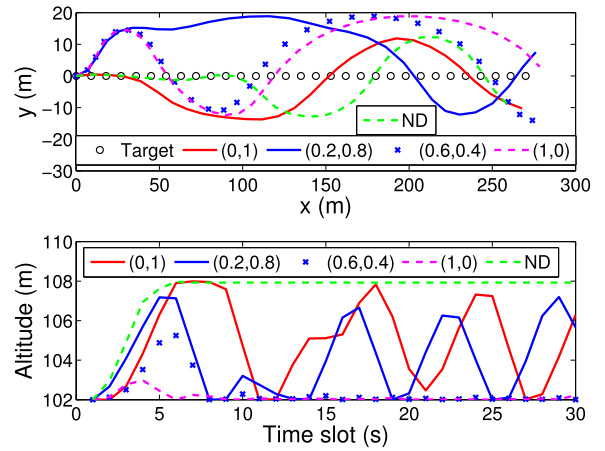 20
10
0
-10
-20
-30
y (m)
ND
Target (0,1) (0.2,0.8) (0.6,0.4) (1,0)
0 50 100 150 200 250 300
x (m)
110
108
106
104
102
Altitude (m)
(0,1) (0.2,0.8) (0.6,0.4) (1,0) ND
0 5 10 15 20 25 30
Time slot (s)